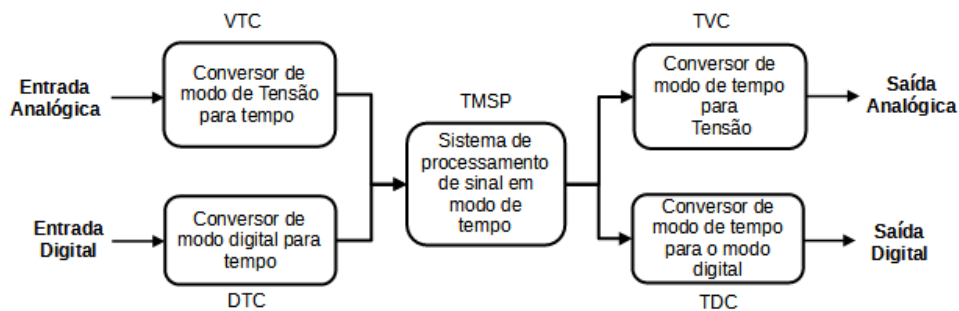 VTC
Entrada
Analógica
Conversor de
modo de Tensão
para tempo
Entrada
Digital
Conversor de
modo digital para
tempo
DTC
TMSP
Sistema de
processamento
de sinal em
modo de
tempo
TVC
Conversor de
modo de tempo
para
Tensão
Saída
Analógica
Conversor de
modo de tempo
para o modo
digital
Saída
Digital
TDC